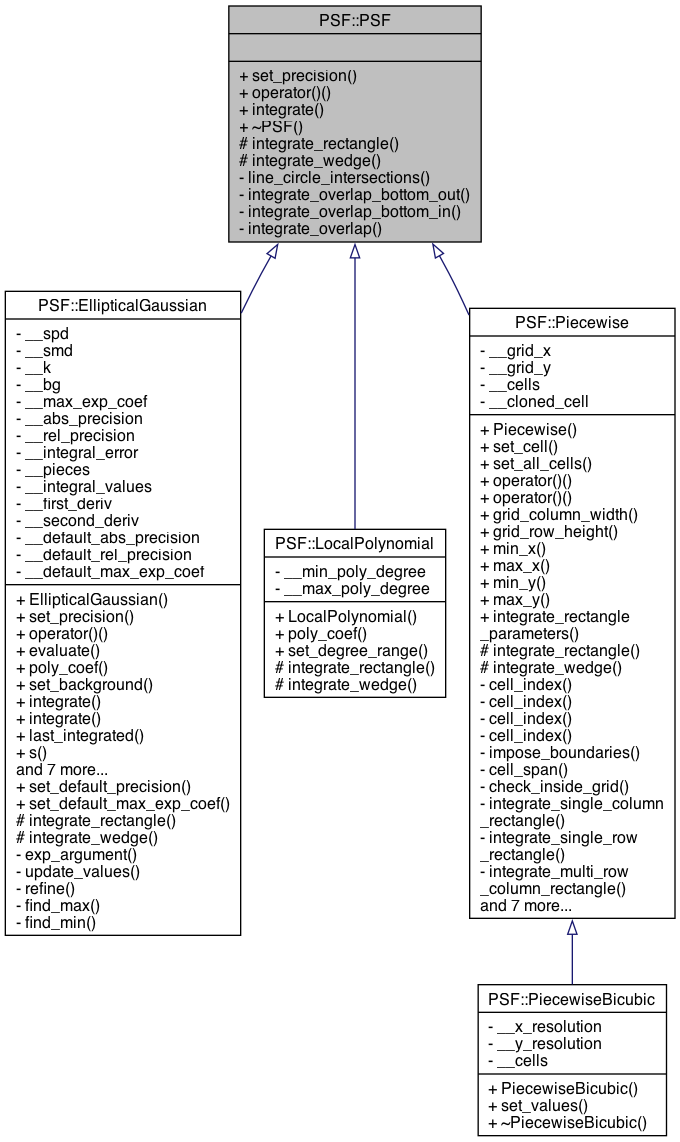 PSF::PSF
+ set_precision()
+ operator()()
+ integrate()
+ ~PSF()
# integrate_rectangle()
# integrate_wedge()
- line_circle_intersections()
- integrate_overlap_bottom_out()
- integrate_overlap_bottom_in()
- integrate_overlap()
PSF::EllipticalGaussian
- __spd
- __smd
- __k
- __bg
- __max_exp_coef
- __abs_precision
- __rel_precision
- __integral_error
- __pieces
- __integral_values
- __first_deriv
- __second_deriv
- __default_abs_precision
- __default_rel_precision
- __default_max_exp_coef
+ EllipticalGaussian()
+ set_precision()
+ operator()()
+ evaluate()
+ poly_coef()
+ set_background()
+ integrate()
+ integrate()
+ last_integrated()
+ s()
and 7 more...
+ set_default_precision()
+ set_default_max_exp_coef()
# integrate_rectangle()
# integrate_wedge()
- exp_argument()
- update_values()
- refine()
- find_max()
- find_min()
PSF::LocalPolynomial
- __min_poly_degree
- __max_poly_degree
+ LocalPolynomial()
+ poly_coef()
+ set_degree_range()
# integrate_rectangle()
# integrate_wedge()
PSF::Piecewise
- __grid_x
- __grid_y
- __cells
- __cloned_cell
+ Piecewise()
+ set_cell()
+ set_all_cells()
+ operator()()
+ operator()()
+ grid_column_width()
+ grid_row_height()
+ min_x()
+ max_x()
+ min_y()
+ max_y()
+ integrate_rectangle
_parameters()
# integrate_rectangle()
# integrate_wedge()
- cell_index()
- cell_index()
- cell_index()
- cell_index()
- impose_boundaries()
- cell_span()
- check_inside_grid()
- integrate_single_column
_rectangle()
- integrate_single_row
_rectangle()
- integrate_multi_row
_column_rectangle()
and 7 more...
PSF::PiecewiseBicubic
- __x_resolution
- __y_resolution
- __cells
+ PiecewiseBicubic()
+ set_values()
+ ~PiecewiseBicubic()